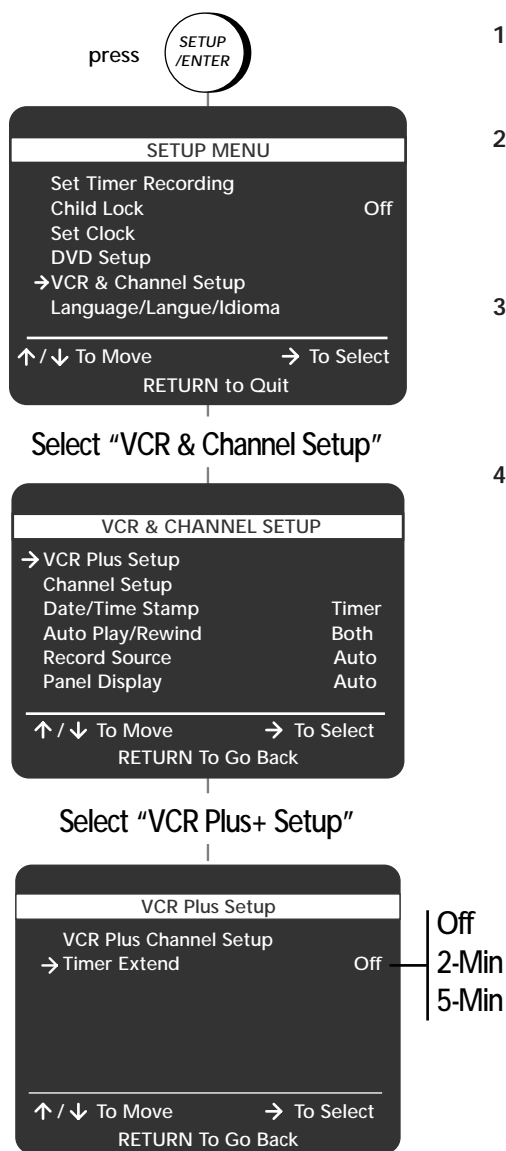 press SETUP
/ENTER
1
SETUP MENU
2
Set Timer Recording
Child Lock Off
Set Clock
DVD Setup
→VCR & Channel Setup
Language/Langue/Idioma
3
↑/↓ To Move → To Select
RETURN to Quit
Select “VCR & Channel Setup”
4
VCR & CHANNEL SETUP
→VCR Plus Setup
Channel Setup
Date/Time Stamp Timer
Auto Play/Rewind Both
Record Source Auto
Panel Display Auto
↑/↓ To Move → To Select
RETURN To Go Back
Select “VCR Plus+ Setup”
VCR Plus Setup
VCR Plus Channel Setup
→Timer Extend Off
Off
2-Min
5-Min
↑/↓ To Move → To Select
RETURN To Go Back